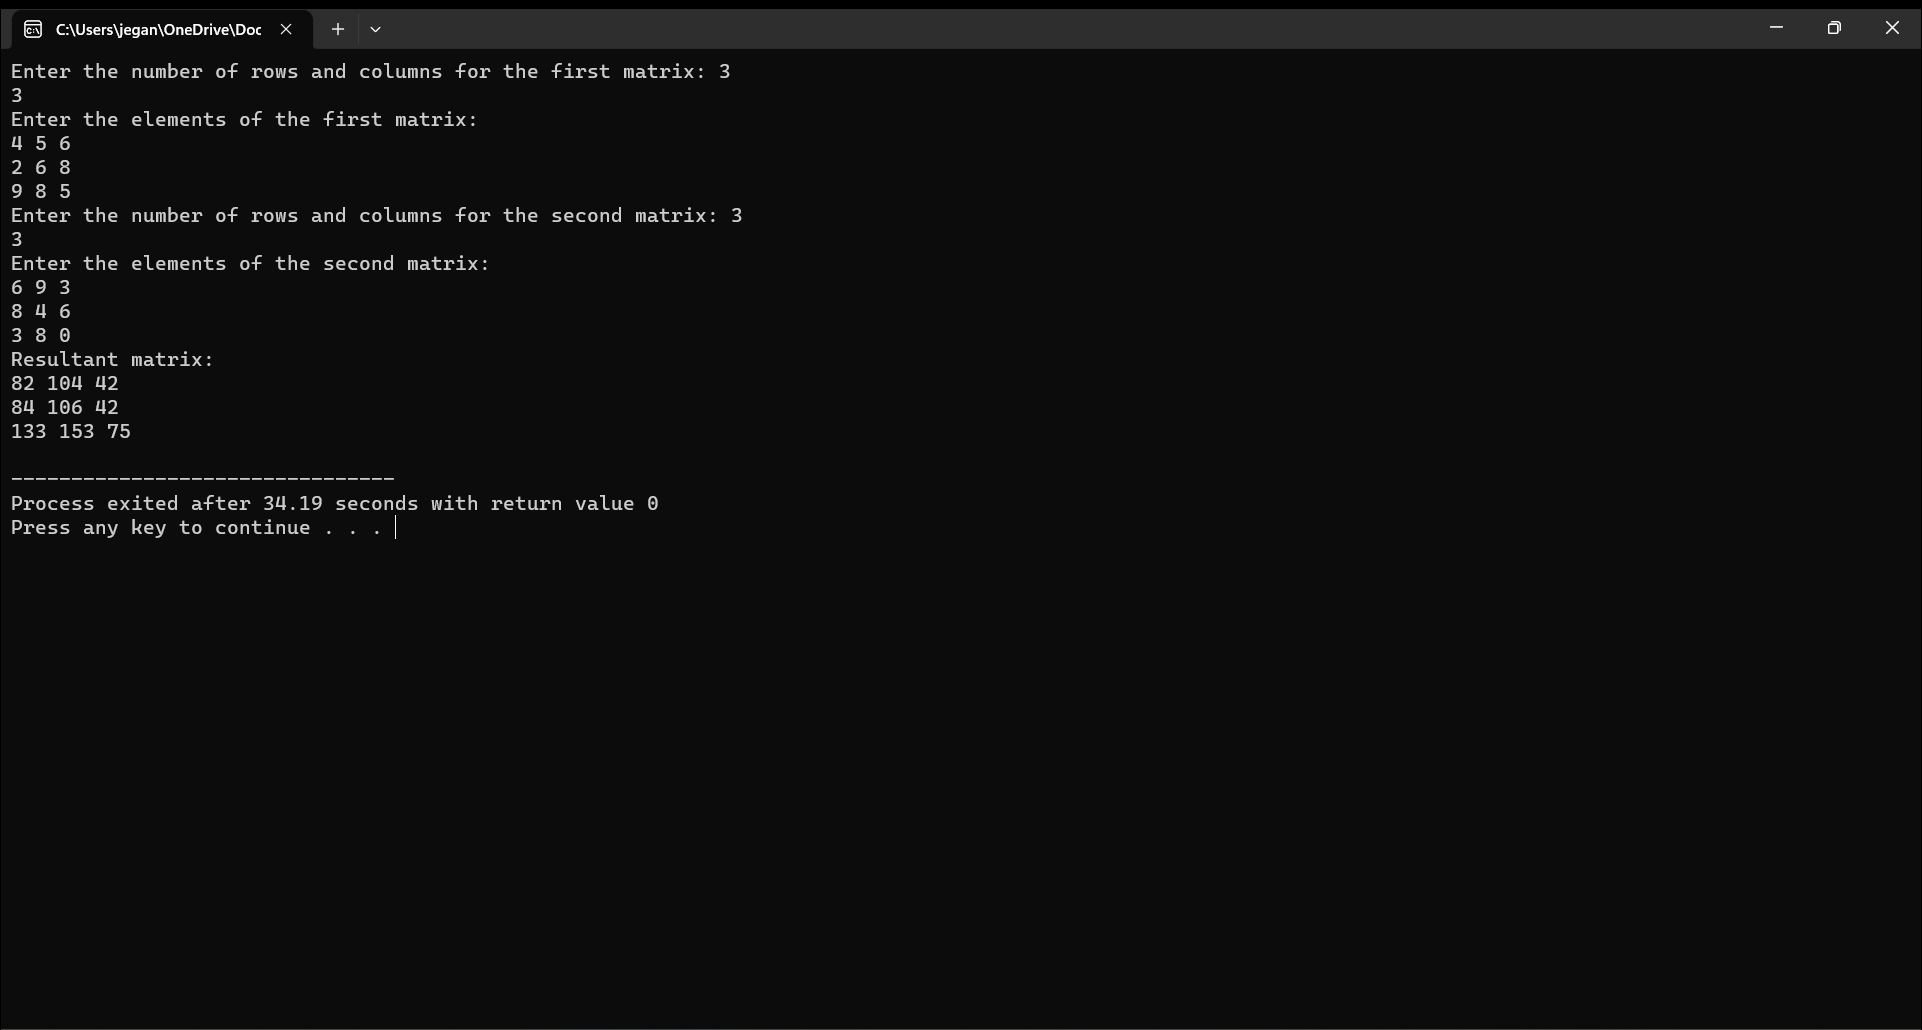 C:\Users\jegan\OneDrive\Doc
Enter the number of rows and columns for the first matrix: 3
3
Enter the elements of the first matrix:
4 5 6
2 6 8
9 8 5
Enter the number of rows and columns for the second matrix: 3
3
Enter the elements of the second matrix:
6 9 3
8 4 6
3 8 0
Resultant matrix:
82 104 42
84 106 42
133 153 75
--------------------------------
Process exited after 34.19 seconds with return value 0
Press any key to continue . . .